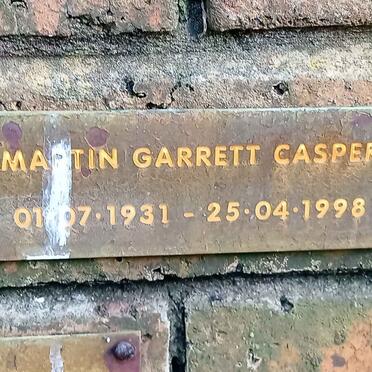 MARTIN GARRETT CASPER
01·07·1931 - 25·04·1998